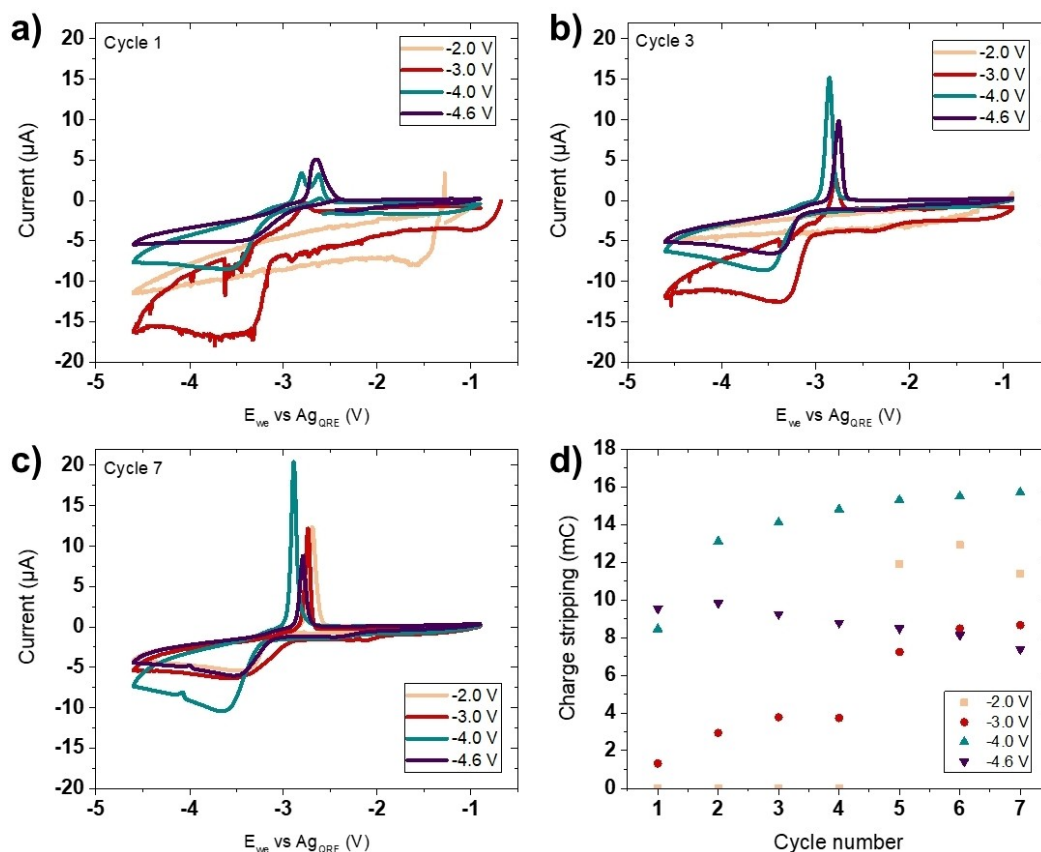 a)
Cycle 1
-2.0 V
-3.0 V
-4.0 V
-4.6 V
20
15
10
5
0
-5
-10
-15
-20
Current (µA)
-5
-4
-3
-2
-1
E_we vs Ag_QRE (V)
b)
Cycle 3
-2.0 V
-3.0 V
-4.0 V
-4.6 V
20
15
10
5
0
-5
-10
-15
-20
Current (µA)
-5
-4
-3
-2
-1
E_we vs Ag_QRE (V)
c)
Cycle 7
20
15
10
5
0
-5
-10
-15
-20
Current (µA)
-2.0 V
-3.0 V
-4.0 V
-4.6 V
-5
-4
-3
-2
-1
E_we vs Ag_QRE (V)
d)
18
16
14
12
10
8
6
4
2
0
Charge stripping (mC)
-2.0 V
-3.0 V
-4.0 V
-4.6 V
1
2
3
4
5
6
7
Cycle number